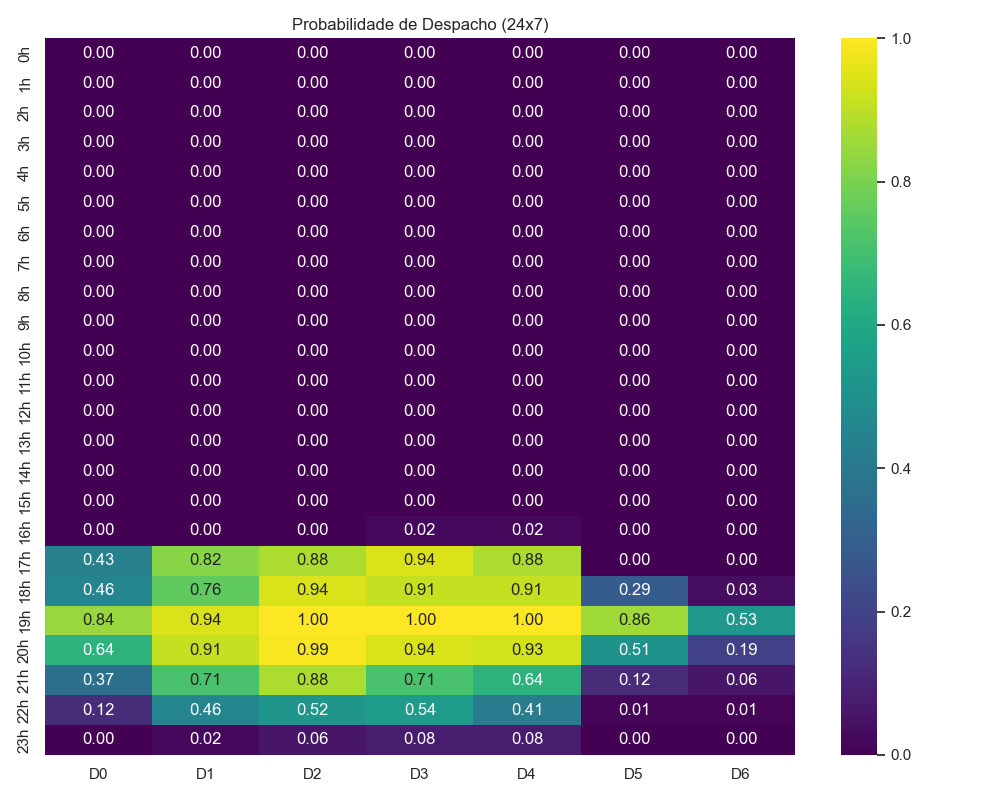 Probabilidade de Despacho (24x7)
0h 0.00 0.00 0.00 0.00 0.00 0.00 0.00
1h 0.00 0.00 0.00 0.00 0.00 0.00 0.00
2h 0.00 0.00 0.00 0.00 0.00 0.00 0.00
3h 0.00 0.00 0.00 0.00 0.00 0.00 0.00
4h 0.00 0.00 0.00 0.00 0.00 0.00 0.00
5h 0.00 0.00 0.00 0.00 0.00 0.00 0.00
6h 0.00 0.00 0.00 0.00 0.00 0.00 0.00
7h 0.00 0.00 0.00 0.00 0.00 0.00 0.00
8h 0.00 0.00 0.00 0.00 0.00 0.00 0.00
9h 0.00 0.00 0.00 0.00 0.00 0.00 0.00
10h 0.00 0.00 0.00 0.00 0.00 0.00 0.00
11h 0.00 0.00 0.00 0.00 0.00 0.00 0.00
12h 0.00 0.00 0.00 0.00 0.00 0.00 0.00
13h 0.00 0.00 0.00 0.00 0.00 0.00 0.00
14h 0.00 0.00 0.00 0.00 0.00 0.00 0.00
15h 0.00 0.00 0.00 0.00 0.00 0.00 0.00
16h 0.00 0.00 0.00 0.02 0.02 0.00 0.00
17h 0.43 0.82 0.88 0.94 0.88 0.00 0.00
18h 0.46 0.76 0.94 0.91 0.91 0.29 0.03
19h 0.84 0.94 1.00 1.00 1.00 0.86 0.53
20h 0.64 0.91 0.99 0.94 0.93 0.51 0.19
21h 0.37 0.71 0.88 0.71 0.64 0.12 0.06
22h 0.12 0.46 0.52 0.54 0.41 0.01 0.01
23h 0.00 0.02 0.06 0.08 0.08 0.00 0.00
D0 D1 D2 D3 D4 D5 D6
1.0
0.8
0.6
0.4
0.2
0.0